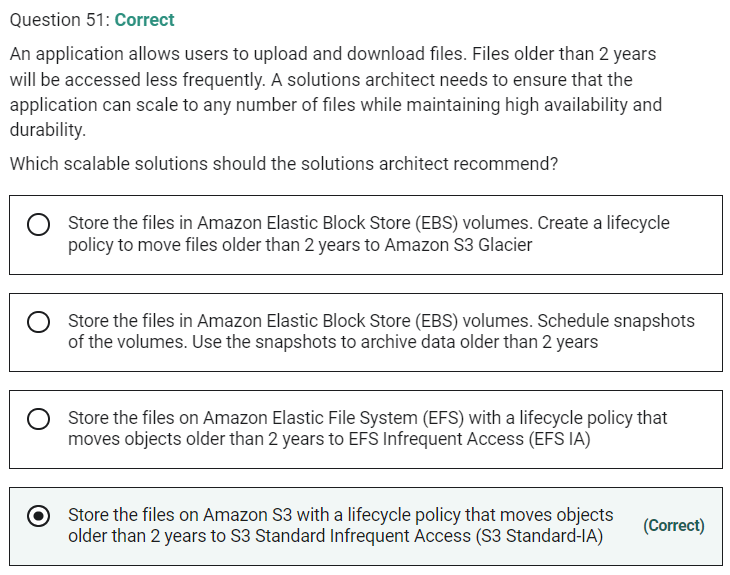 Question 51: Correct
An application allows users to upload and download files. Files older than 2 years
will be accessed less frequently. A solutions architect needs to ensure that the
application can scale to any number of files while maintaining high availability and
durability.
Which scalable solutions should the solutions architect recommend?
Store the files in Amazon Elastic Block Store (EBS) volumes. Create a lifecycle
policy to move files older than 2 years to Amazon S3 Glacier
Store the files in Amazon Elastic Block Store (EBS) volumes. Schedule snapshots
of the volumes. Use the snapshots to archive data older than 2 years
Store the files on Amazon Elastic File System (EFS) with a lifecycle policy that
moves objects older than 2 years to EFS Infrequent Access (EFS IA)
Store the files on Amazon S3 with a lifecycle policy that moves objects
older than 2 years to S3 Standard Infrequent Access (S3 Standard-IA)
(Correct)